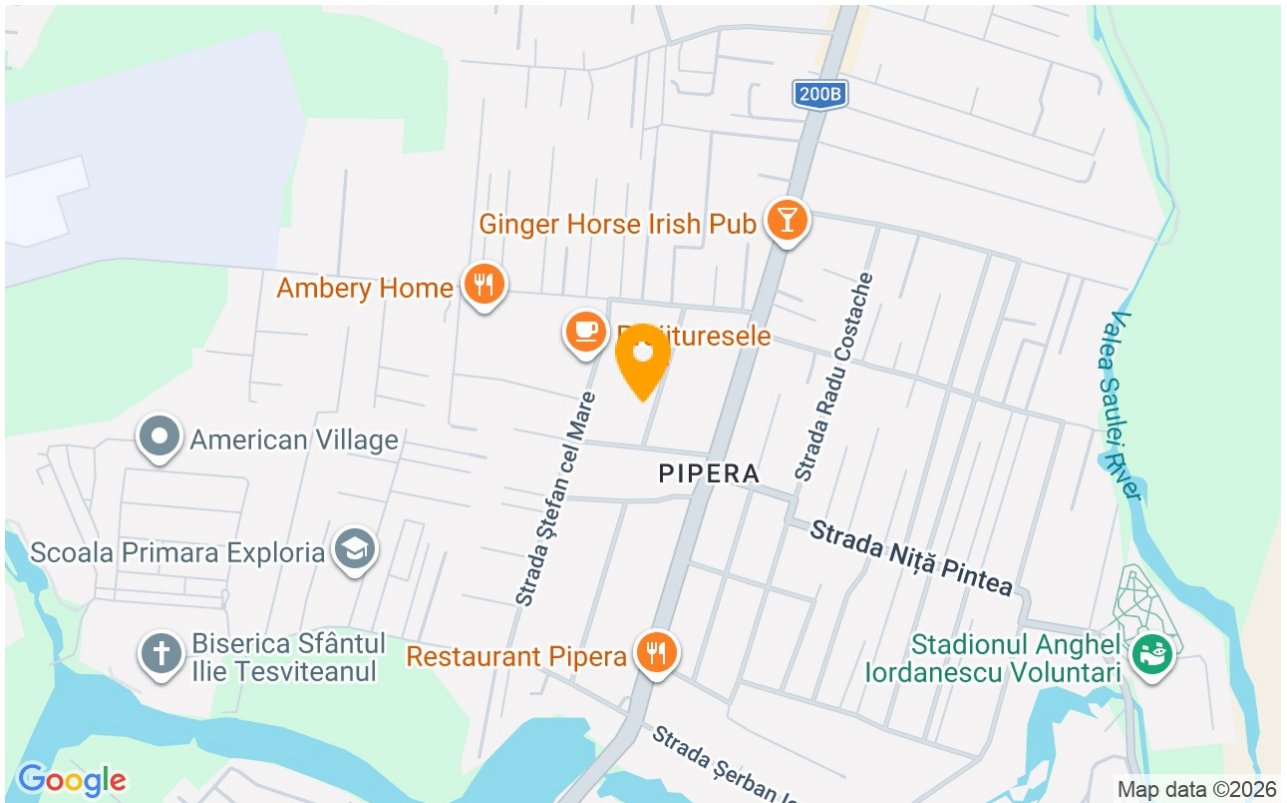 200B
Ginger Horse Irish Pub
Ambery Home
Strada Radu Costache
Valea Saulei River
American Village
Strada Ștefan cel Mare
PIPERA
Scoala Primara Exploria
Strada Niță Pintea
Biserica Sfântul
Ilie Tesviteanul
Restaurant Pipera
Stadionul Anghel
Iordanescu Voluntari
Strada Șerban
Google
Map data ©2026